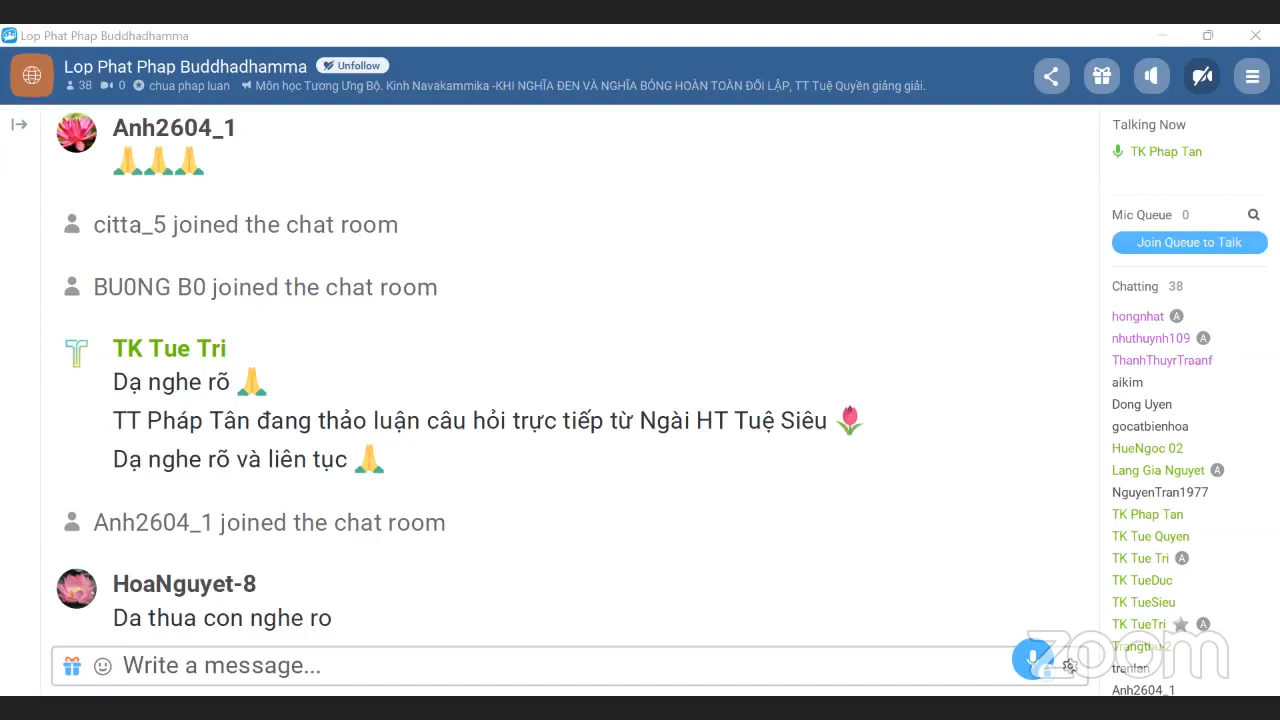 Lop Phat Phap Buddhadhamma
Lop Phat Phap Buddhadhamma Unfollow
38 0 chua phap luan Môn học Tương Ưng Bộ. Kinh Navakammika -KHI NGHĨA ĐEN VÀ NGHĨA BÓNG HOÀN TOÀN ĐỐI LẬP, TT Tuệ Quyền giảng giải.
Anh2604_1
🙏🙏🙏
citta_5 joined the chat room
BU0NG B0 joined the chat room
TK Tue Tri
Dạ nghe rõ 🙏
TT Pháp Tân đang thảo luận câu hỏi trực tiếp từ Ngài HT Tuệ Siêu 🌷
Dạ nghe rõ và liên tục 🙏
Anh2604_1 joined the chat room
HoaNguyet-8
Da thua con nghe ro
Write a message...
Talking Now
TK Phap Tan
Mic Queue 0
Join Queue to Talk
Chatting 38
hongnhat A
nhuthuynh109 A
ThanhThuyrTraanf
aikim
Dong Uyen
gocatbienhoa
HueNgoc 02
Lang Gia Nguyet A
NguyenTran1977
TK Phap Tan
TK Tue Quyen
TK Tue Tri A
TK TueDuc
TK TueSieu
TK TueTri A
Trangthu-2
tranlan
Anh2604_1
zoom